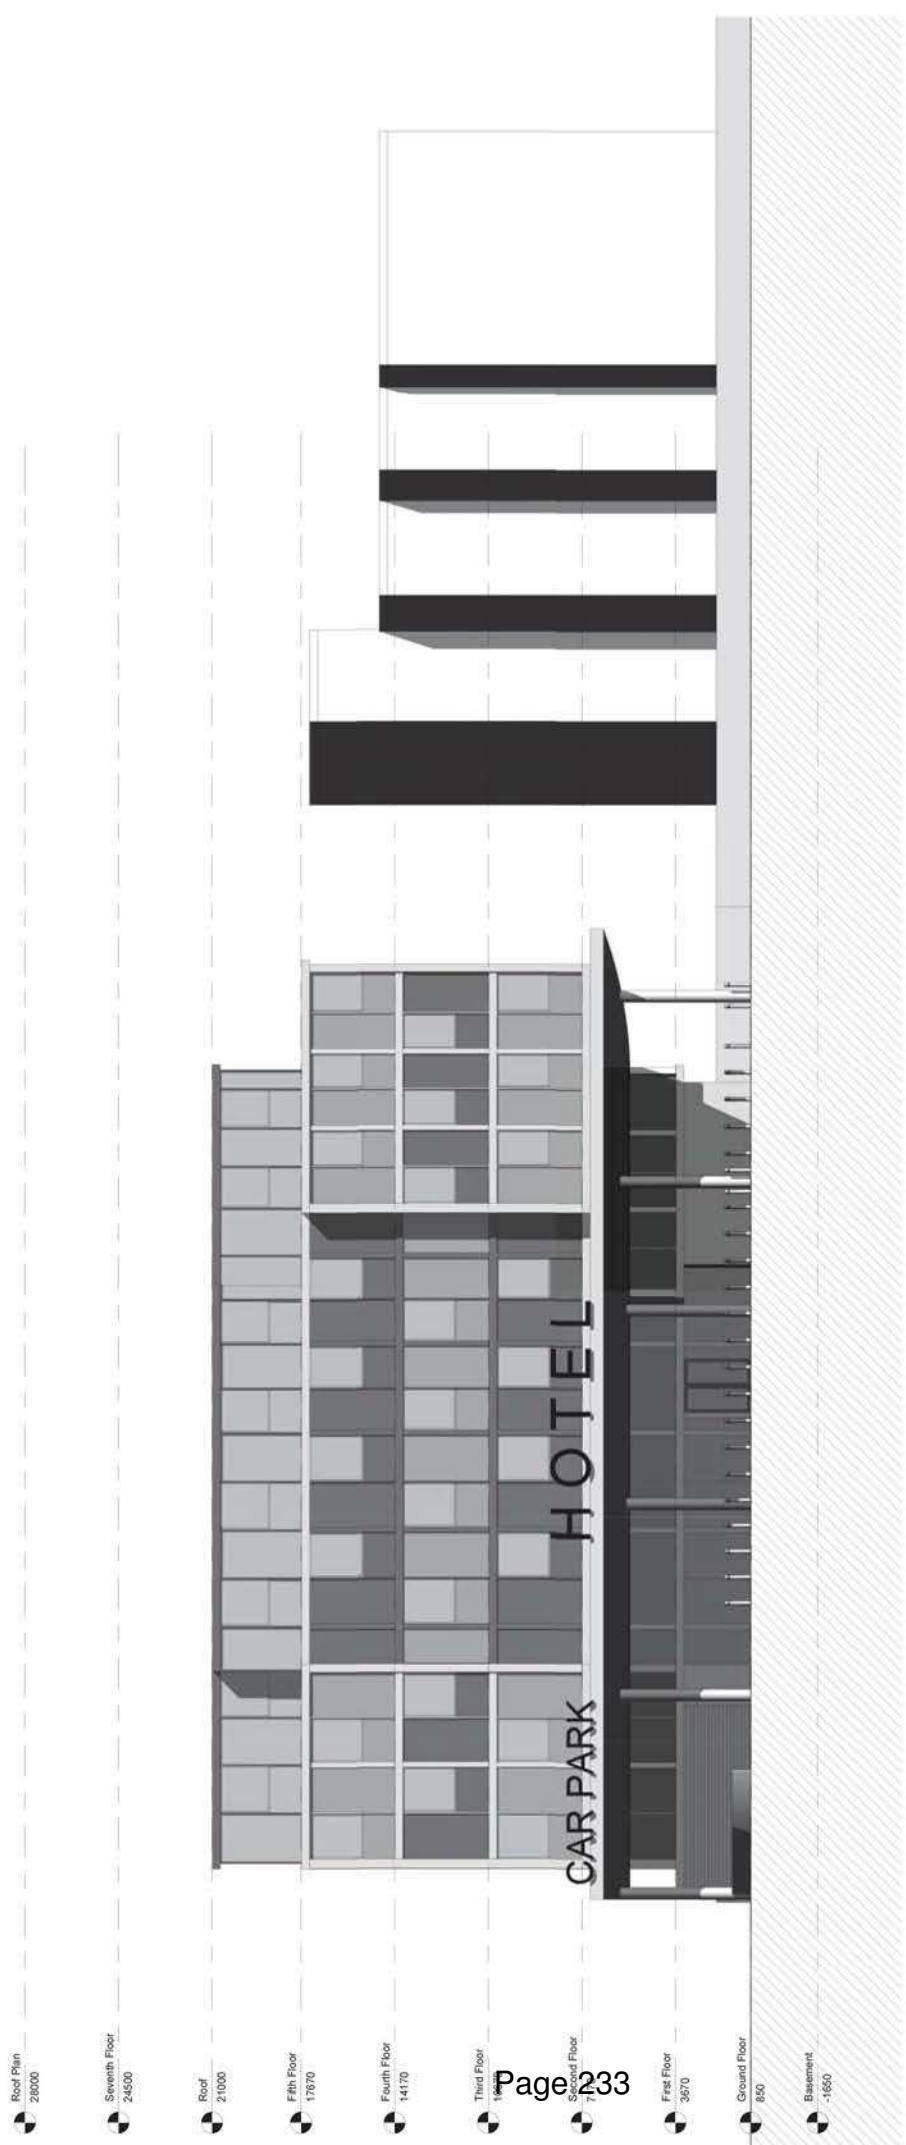 Roof Plan
28000
Seventh Floor
24500
Roof
21000
Fifth Floor
17670
Fourth Floor
14170
Third Floor
Second Floor
First Floor
3670
Ground Floor
850
Basement
-1650
CAR PARK
HOTEL
Page 233